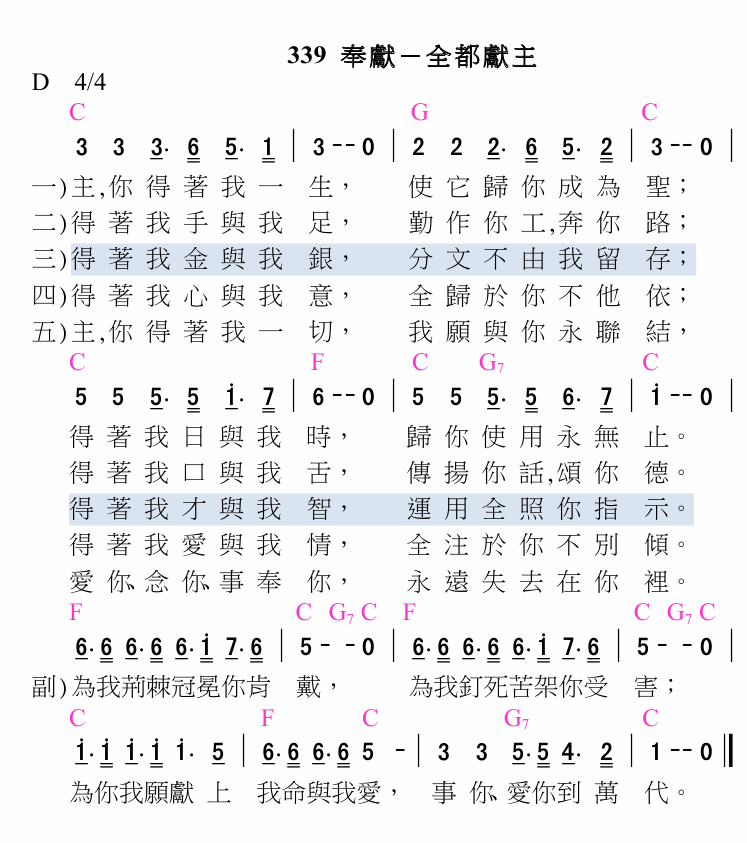 339 奉獻－全都獻主
D 4/4
C G C
3 3 3· 6 5· 1 | 3 -- 0 | 2 2 2· 6 5· 2 | 3 -- 0 |
一)主,你得著我一生， 使它歸你成為聖；
二)得著我手與我足， 勤作你工,奔你路；
三)得著我金與我銀， 分文不由我留存；
四)得著我心與我意， 全歸於你不他依；
五)主,你得著我一切， 我願與你永聯結，
C F C G7 C
5 5 5· 5 i· 7 | 6 -- 0 | 5 5 5· 5 6· 7 | i -- 0 |
得著我日與我時， 歸你使用永無止。
得著我口與我舌， 傳揚你話,頌你德。
得著我才與我智， 運用全照你指示。
得著我愛與我情， 全注於你不別傾。
愛你、念你、事奉你， 永遠失去在你裡。
F C G7 C F C G7 C
6· 6 6· 6 6· i 7· 6 | 5 - - 0 | 6· 6 6· 6 6· i 7· 6 | 5 - - 0 |
副)為我荊棘冠冕你肯戴， 為我釘死苦架你受害；
C F C G7 C
i· i i· i i· 5 | 6· 6 6· 6 5 - | 3 3 5· 5 4· 2 | 1 -- 0 ‖
為你我願獻上我命與我愛， 事你、愛你到萬代。